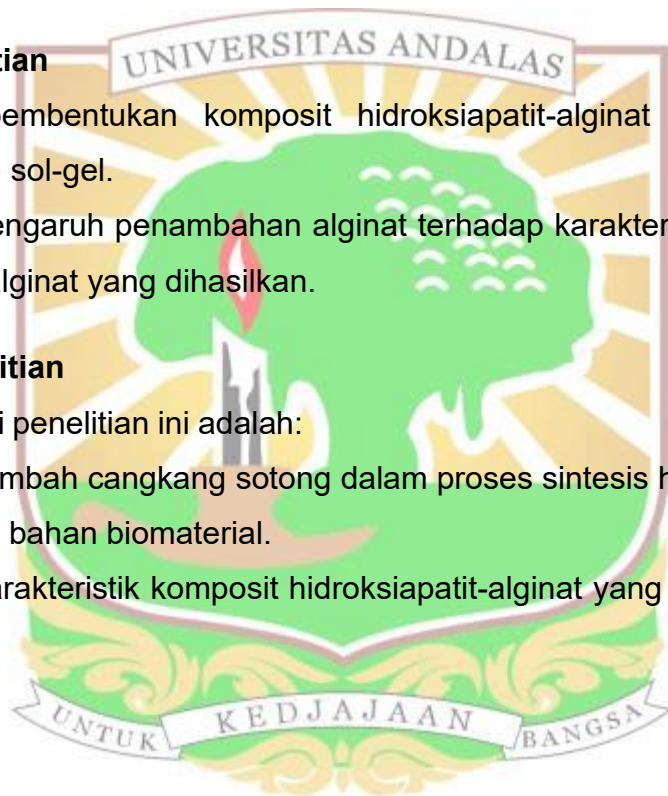 UNIVERSITAS ANDALAS
tian
pembentukan komposit hidroksiapatit-alginat
sol-gel.
engaruh penambahan alginat terhadap karakter
alginat yang dihasilkan.
itian
i penelitian ini adalah:
mbah cangkang sotong dalam proses sintesis h
bahan biomaterial.
arakteristik komposit hidroksiapatit-alginat yang
UNTUK KEDJAJAAN BANGSA